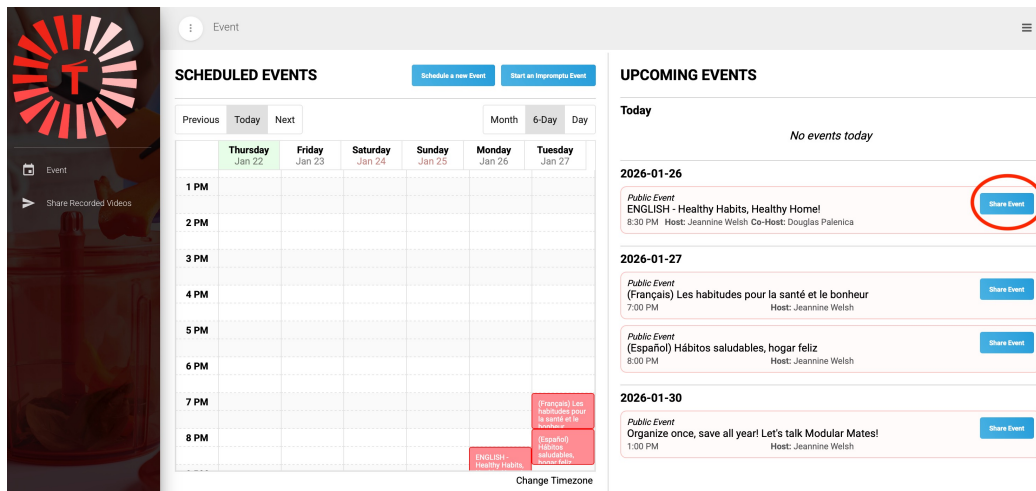 Event
Event
Share Recorded Videos
SCHEDULED EVENTS
Schedule a new Event
Start an Impromptu Event
Previous Today Next
Month 6-Day Day
Thursday Friday Saturday Sunday Monday Tuesday
Jan 22 Jan 23 Jan 24 Jan 25 Jan 26 Jan 27
1 PM
2 PM
3 PM
4 PM
5 PM
6 PM
7 PM
(Français) Les
habitudes pour
la santé et le
bonheur
8 PM
(Español)
Hábitos
saludables,
hogar feliz
ENGLISH -
Healthy Habits,
Change Timezone
UPCOMING EVENTS
Today
No events today
2026-01-26
Public Event
ENGLISH - Healthy Habits, Healthy Home!
8:30 PM Host: Jeannine Welsh Co-Host: Douglas Palenica
Share Event
2026-01-27
Public Event
(Français) Les habitudes pour la santé et le bonheur
7:00 PM Host: Jeannine Welsh
Share Event
Public Event
(Español) Hábitos saludables, hogar feliz
8:00 PM Host: Jeannine Welsh
Share Event
2026-01-30
Public Event
Organize once, save all year! Let's talk Modular Mates!
1:00 PM Host: Jeannine Welsh
Share Event